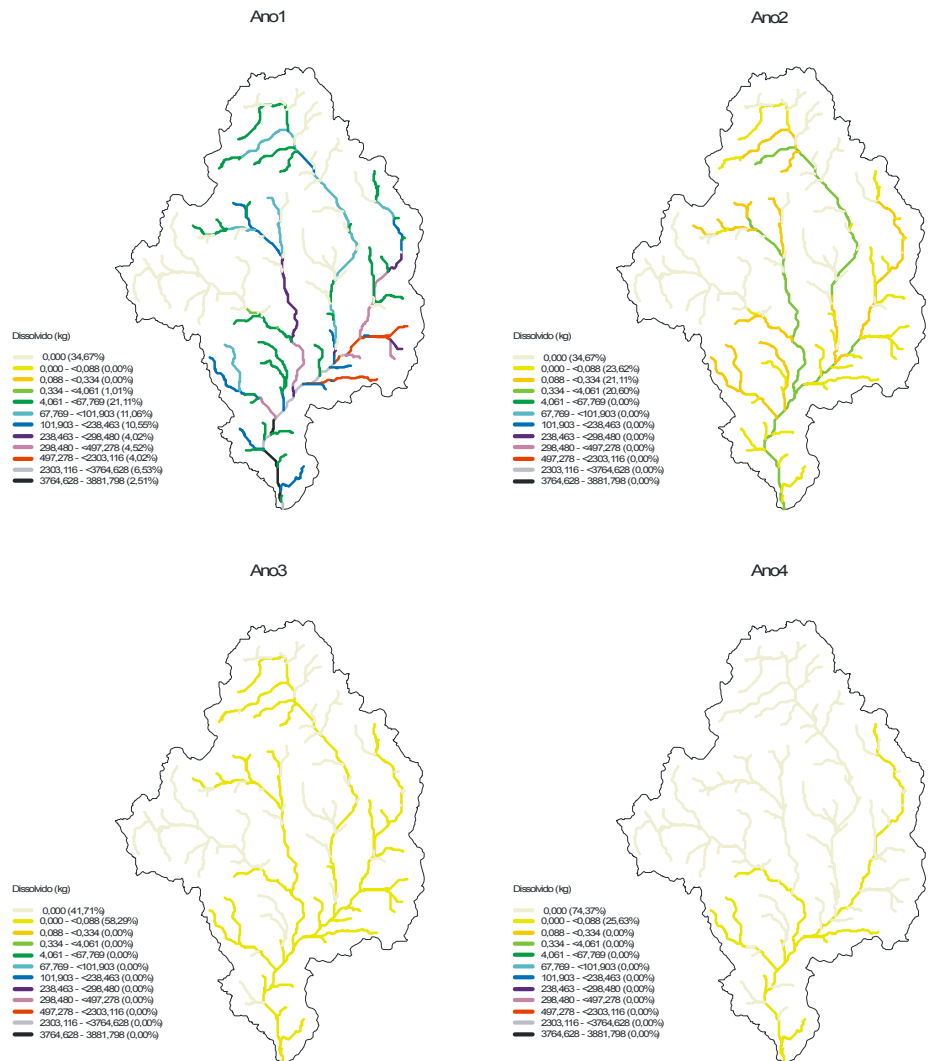 Ano1
Dissolvido (kg)
0,000 (34,67%)
0,000 - <0,088 (0,00%)
0,088 - <0,334 (0,00%)
0,334 - <4,061 (1,01%)
4,061 - <67,769 (21,11%)
67,769 - <101,903 (11,06%)
101,903 - <238,463 (10,55%)
238,463 - <298,480 (4,02%)
298,480 - <497,278 (4,52%)
497,278 - <2303,116 (4,02%)
2303,116 - <3764,628 (6,53%)
3764,628 - 3881,798 (2,51%)
Ano2
Dissolvido (kg)
0,000 (34,67%)
0,000 - <0,088 (23,62%)
0,088 - <0,334 (21,11%)
0,334 - <4,061 (20,60%)
4,061 - <67,769 (0,00%)
67,769 - <101,903 (0,00%)
101,903 - <238,463 (0,00%)
238,463 - <298,480 (0,00%)
298,480 - <497,278 (0,00%)
497,278 - <2303,116 (0,00%)
2303,116 - <3764,628 (0,00%)
3764,628 - 3881,798 (0,00%)
Ano3
Dissolvido (kg)
0,000 (41,71%)
0,000 - <0,088 (58,29%)
0,088 - <0,334 (0,00%)
0,334 - <4,061 (0,00%)
4,061 - <67,769 (0,00%)
67,769 - <101,903 (0,00%)
101,903 - <238,463 (0,00%)
238,463 - <298,480 (0,00%)
298,480 - <497,278 (0,00%)
497,278 - <2303,116 (0,00%)
2303,116 - <3764,628 (0,00%)
3764,628 - 3881,798 (0,00%)
Ano4
Dissolvido (kg)
0,000 (74,37%)
0,000 - <0,088 (25,63%)
0,088 - <0,334 (0,00%)
0,334 - <4,061 (0,00%)
4,061 - <67,769 (0,00%)
67,769 - <101,903 (0,00%)
101,903 - <238,463 (0,00%)
238,463 - <298,480 (0,00%)
298,480 - <497,278 (0,00%)
497,278 - <2303,116 (0,00%)
2303,116 - <3764,628 (0,00%)
3764,628 - 3881,798 (0,00%)